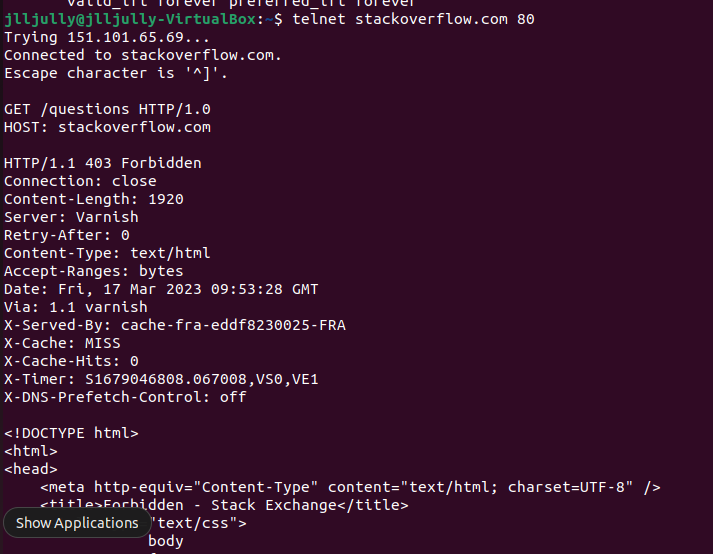 valid_lft forever preferred_lft forever
jlljully@jlljully-VirtualBox:~$ telnet stackoverflow.com 80
Trying 151.101.65.69...
Connected to stackoverflow.com.
Escape character is '^]'.

GET /questions HTTP/1.0
HOST: stackoverflow.com

HTTP/1.1 403 Forbidden
Connection: close
Content-Length: 1920
Server: Varnish
Retry-After: 0
Content-Type: text/html
Accept-Ranges: bytes
Date: Fri, 17 Mar 2023 09:53:28 GMT
Via: 1.1 varnish
X-Served-By: cache-fra-eddf8230025-FRA
X-Cache: MISS
X-Cache-Hits: 0
X-Timer: S1679046808.067008,VS0,VE1
X-DNS-Prefetch-Control: off

<!DOCTYPE html>
<html>
<head>
    <meta http-equiv="Content-Type" content="text/html; charset=UTF-8" />
    <title>Forbidden - Stack Exchange</title>
Show Applications "text/css">
                body